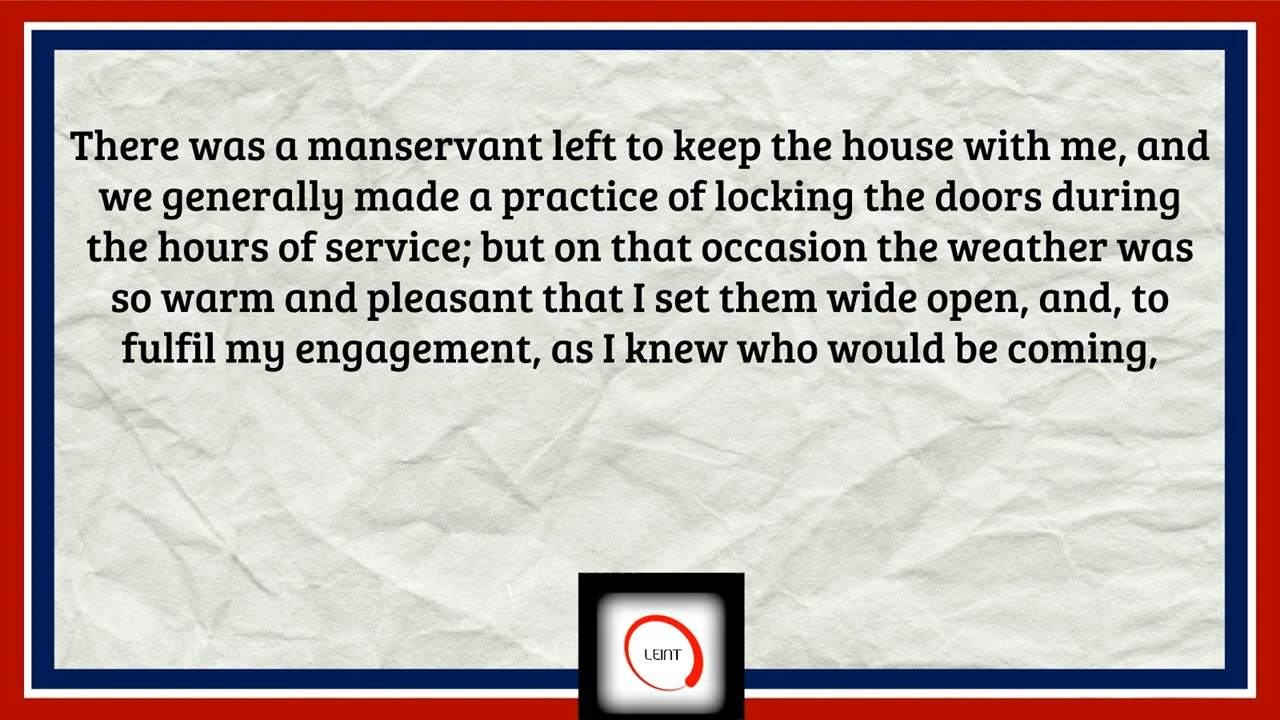 There was a manservant left to keep the house with me, and
we generally made a practice of locking the doors during
the hours of service; but on that occasion the weather was
so warm and pleasant that I set them wide open, and, to
fulfil my engagement, as I knew who would be coming,
LEINT